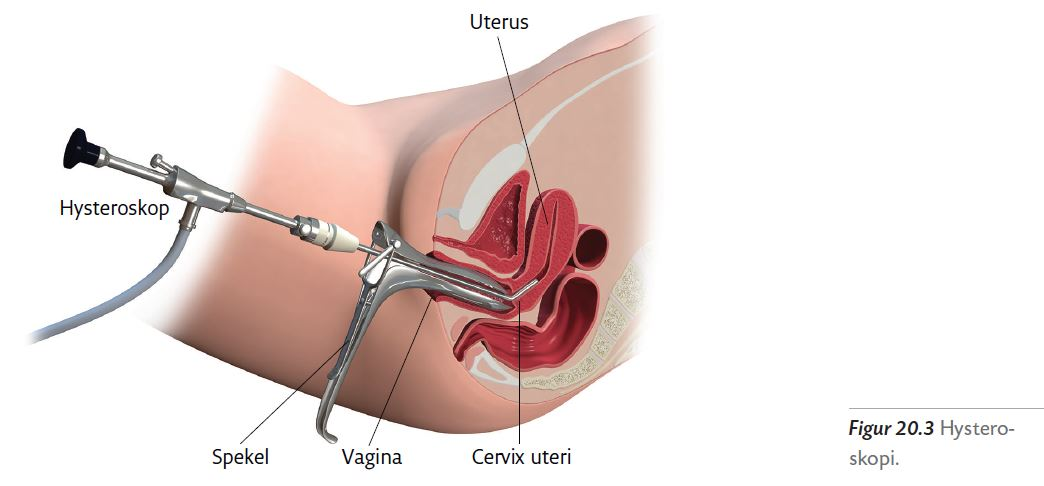 Uterus
Hysteroskop
Spekel
Vagina
Cervix uteri
Figur 20.3 Hystero-
skopi.